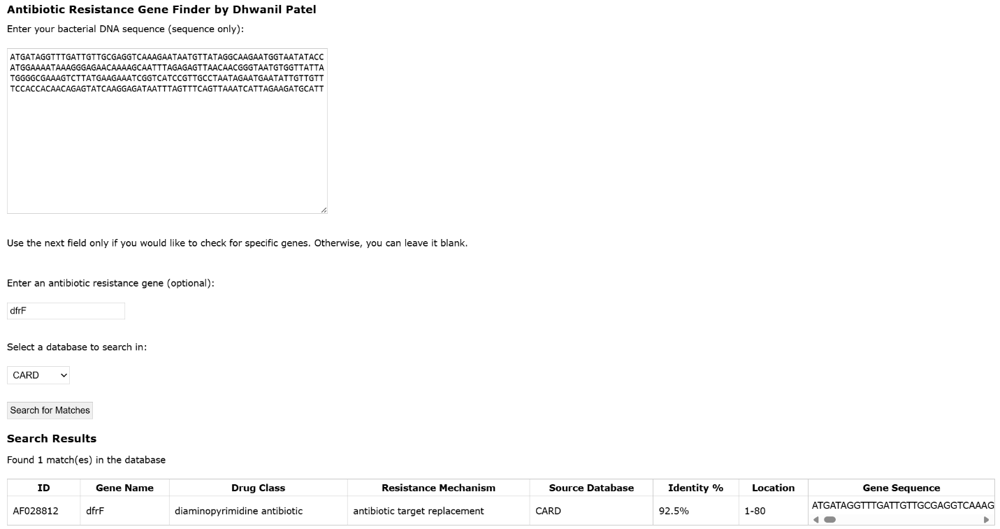 Antibiotic Resistance Gene Finder by Dhwanil Patel
Enter your bacterial DNA sequence (sequence only):
ATGATAGGTTTGATTGTTGCGAGGTCAAAGAATAATGTTATAGGCAAGAATGGTAATATACC
ATGGAAAATAAAGGGAGAACAAAAGCAATTTAGAGAGTTAACAACGGGTAATGTGGTTATTA
TGGGGCGAAAGTCTTATGAAGAAATCGGTCATCCGTTGCCTAATAGAATGAATATTGTTGTT
TCCACCACAACAGAGTATCAAGGAGATAATTTAGTTTCAGTTAAATCATTAGAAGATGCATT
Use the next field only if you would like to check for specific genes. Otherwise, you can leave it blank.
Enter an antibiotic resistance gene (optional):
dfrF
Select a database to search in:
CARD
Search for Matches
Search Results
Found 1 match(es) in the database
ID Gene Name Drug Class Resistance Mechanism Source Database Identity % Location Gene Sequence
AF028812 dfrF diaminopyrimidine antibiotic antibiotic target replacement CARD 92.5% 1-80 ATGATAGGTTTGATTGTTGCGAGGTCAAAG